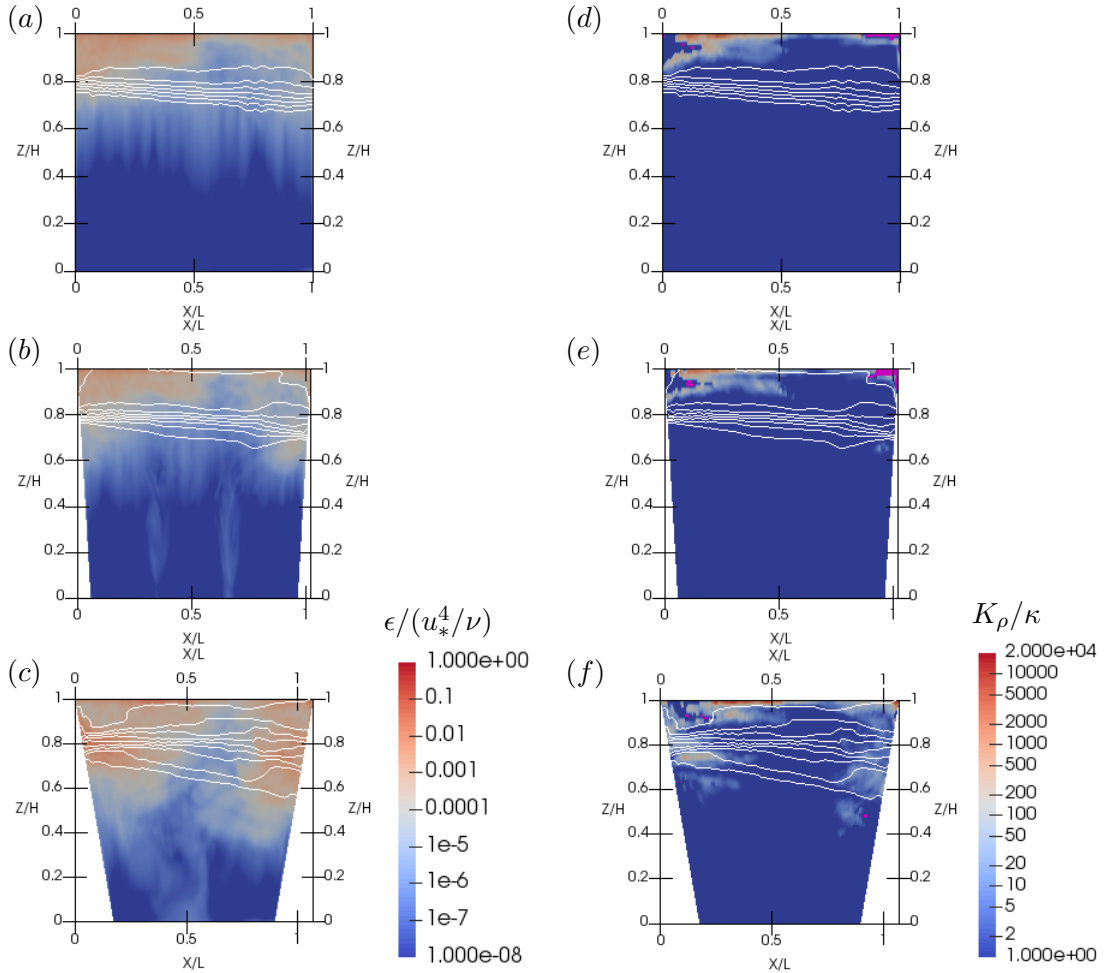 (a)
0 0.5 1
1 1
0.8 0.8
0.6 0.6
Z/H Z/H
0.4 0.4
0.2 0.2
0 0
0 0.5 1
X/L
X/L
(d)
0 0.5 1
1 1
0.8 0.8
0.6 0.6
Z/H Z/H
0.4 0.4
0.2 0.2
0 0
0 0.5 1
X/L
X/L
(b)
0 0.5 1
1 1
0.8 0.8
0.6 0.6
Z/H Z/H
0.4 0.4
0.2 0.2
0 0
0 0.5 1
X/L
X/L
(e)
0 0.5 1
1 1
0.8 0.8
0.6 0.6
Z/H Z/H
0.4 0.4
0.2 0.2
0 0
0 0.5 1
X/L
X/L
(c)
0 0.5 1
1 1
0.8 0.8
0.6 0.6
Z/H Z/H
0.4 0.4
0.2 0.2
0 0
0.5 1
X/L
ϵ/(u_*^4/ν)
1.000e+00
0.1
0.01
0.001
0.0001
1e-5
1e-6
1e-7
1.000e-08
(f)
0 0.5 1
1 1
0.8 0.8
0.6 0.6
Z/H Z/H
0.4 0.4
0.2 0.2
0 0
0.5 1
X/L
K_ρ/κ
2.000e+04
10000
5000
2000
1000
500
200
100
50
20
10
5
2
1.000e+00